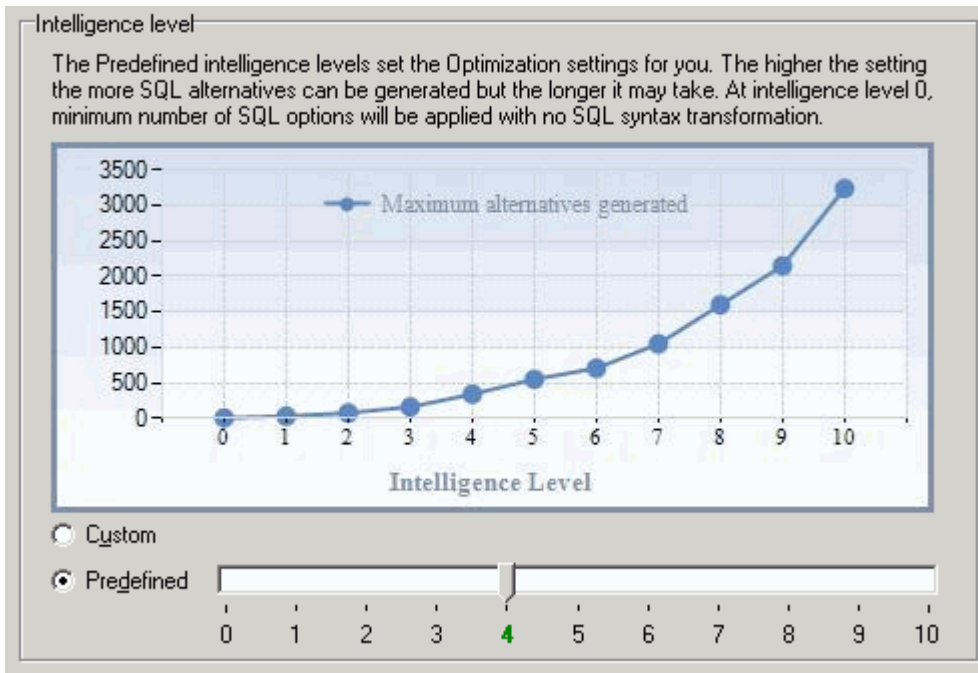 Intelligence level
The Predefined intelligence levels set the Optimization settings for you. The higher the setting
the more SQL alternatives can be generated but the longer it may take. At intelligence level 0,
minimum number of SQL options will be applied with no SQL syntax transformation.
3500
3000
Maximum alternatives generated
2500
2000
1500
1000
500
0
0 1 2 3 4 5 6 7 8 9 10
Intelligence Level
Custom
Predefined
0 1 2 3 4 5 6 7 8 9 10